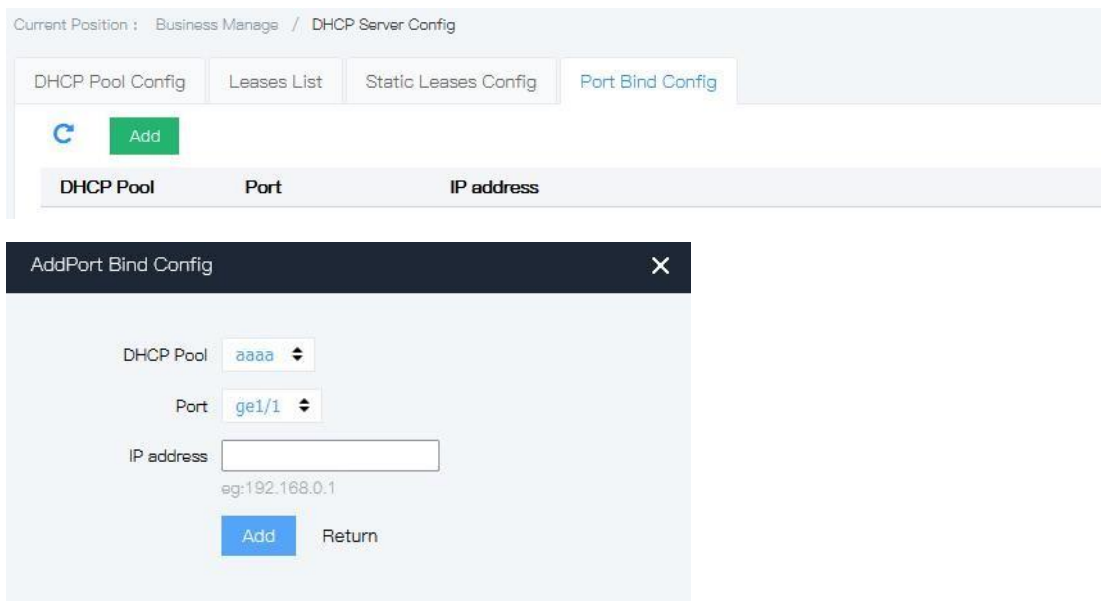 Current Position : Business Manage / DHCP Server Config
DHCP Pool Config Leases List Static Leases Config Port Bind Config
Add
DHCP Pool Port IP address
AddPort Bind Config
DHCP Pool aaaa
Port ge1/1
IP address
eg:192.168.0.1
Add Return